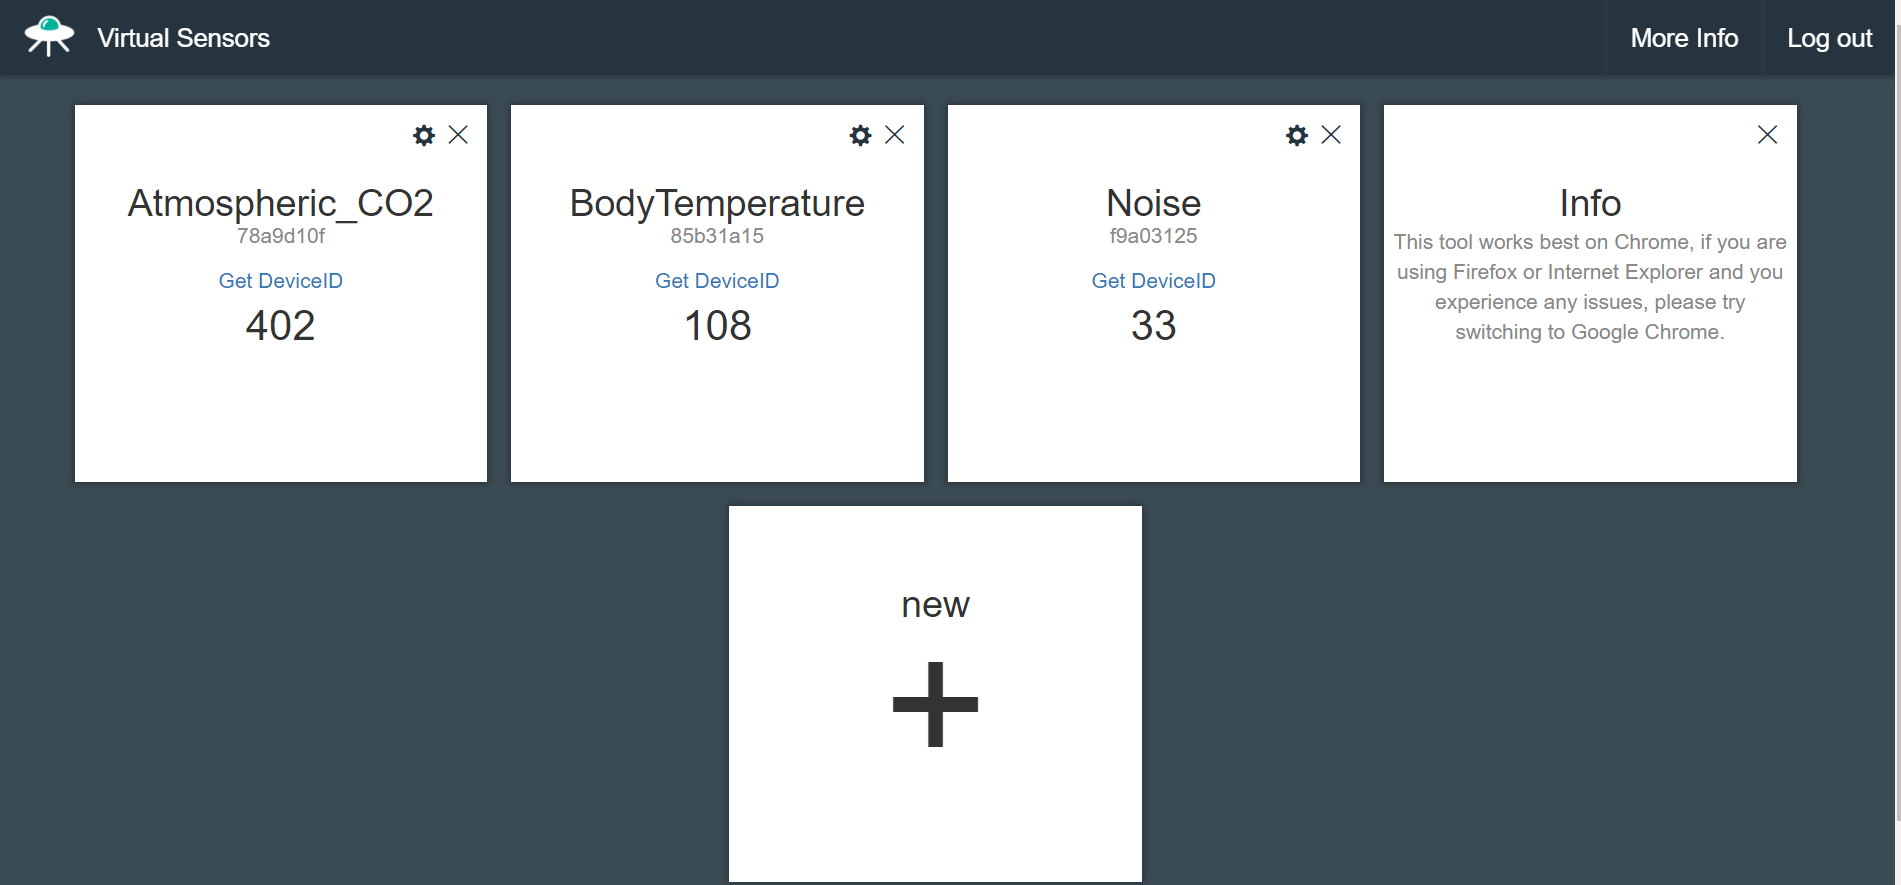 Virtual Sensors
More Info
Log out
Atmospheric_CO2
78a9d10f
Get DeviceID
402
BodyTemperature
85b31a15
Get DeviceID
108
Noise
f9a03125
Get DeviceID
33
Info
This tool works best on Chrome, if you are
using Firefox or Internet Explorer and you
experience any issues, please try
switching to Google Chrome.
new